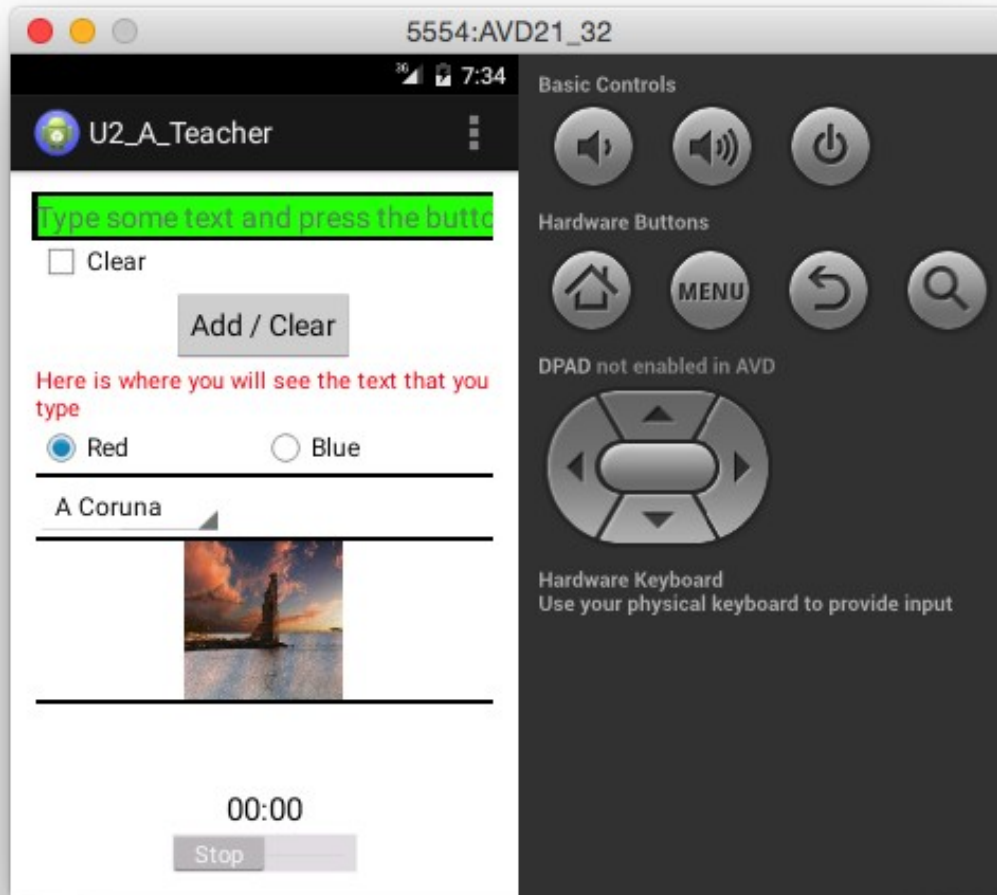 5554:AVD21_32
3G 7:34
U2_A_Teacher
Type some text and press the butto
Clear
Add / Clear
Here is where you will see the text that you
type
Red Blue
A Coruna
00:00
Stop
Basic Controls
Hardware Buttons
MENU
DPAD not enabled in AVD
Hardware Keyboard
Use your physical keyboard to provide input